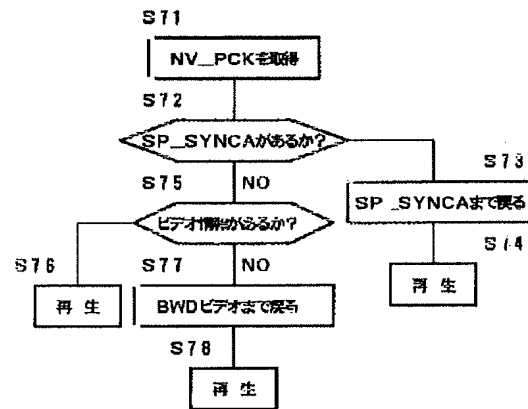 S71
NV_PCKを取得
S72
SP_SYNCAがあるか?
S73
S75
NO
SP_SYNCAまで戻る
ビデオ情報があるか?
S74
S76
S77
NO
再生
再生
BWDビデオまで戻る
S78
再生